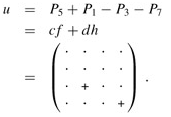 u = P₅ + P₁ − P₃ − P₇
= cf + dh
= ( · · · ·
· · · ·
· + · ·
· · · + ) .